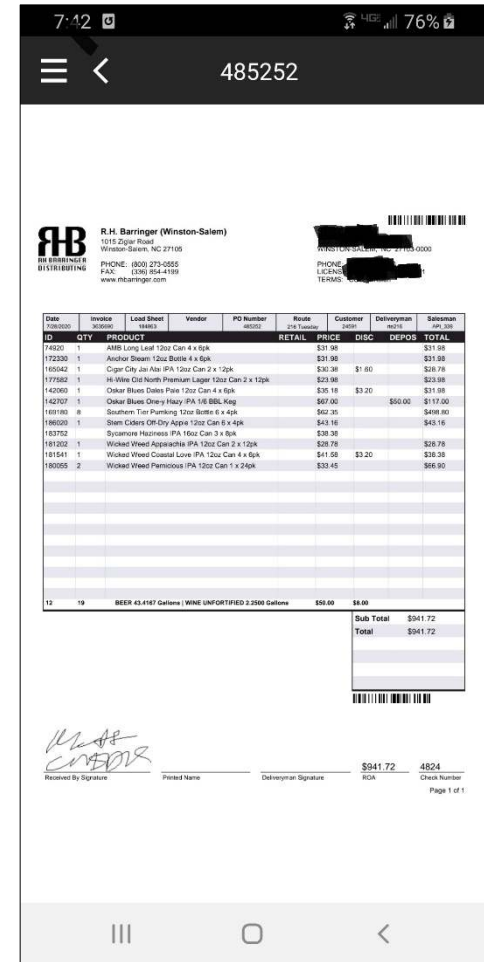 7:42
4GE 76%
485252
RHB
RH BARRINGER
DISTRIBUTING
R.H. Barringer (Winston-Salem)
1015 Ziglar Road
Winston-Salem, NC 27105
PHONE: (800) 273-0555
FAX: (336) 854-4199
www.rhbarringer.com
WINSTON-SALEM, NC 27103-0000
PHONE
LICENS
TERMS:
Date Invoice Load Sheet Vendor PO Number Route Customer Deliveryman Salesman
7/28/2020 184863 485252 216 Tuesday 24591 API_336
ID QTY PRODUCT RETAIL PRICE DISC DEPOS TOTAL
74920 1 AMB Long Leaf 12oz Can 4 x 6pk $31.98 $31.98
172330 1 Anchor Steam 12oz Bottle 4 x 6pk $31.98 $31.98
165042 1 Cigar City Jai Alai IPA 12oz Can 2 x 12pk $30.38 $1.60 $28.78
177582 1 Hi-Wire Old North Premium Lager 12oz Can 2 x 12pk $23.98 $23.98
142060 1 Oskar Blues Dales Pale 12oz Can 4 x 6pk $35.18 $3.20 $31.98
142707 1 Oskar Blues One-y Hazy IPA 1/6 BBL Keg $67.00 $50.00 $117.00
169180 8 Southern Tier Pumking 12oz Bottle 6 x 4pk $62.35 $498.80
186020 1 Stem Ciders Off-Dry Apple 12oz Can 6 x 4pk $43.16 $43.16
183752 Sycamore Haziness IPA 16oz Can 3 x 8pk $38.38
181202 1 Wicked Weed Appalachia IPA 12oz Can 2 x 12pk $28.78 $28.78
181541 1 Wicked Weed Coastal Love IPA 12oz Can 4 x 6pk $41.58 $3.20 $38.38
180055 2 Wicked Weed Pernicious IPA 12oz Can 1 x 24pk $33.45 $66.90
12 19 BEER 43.4167 Gallons | WINE UNFORTIFIED 2.2500 Gallons $50.00 $8.00
Sub Total $941.72
Total $941.72
$941.72 4824
Received By Signature Printed Name Deliveryman Signature ROA Check Number
Page 1 of 1